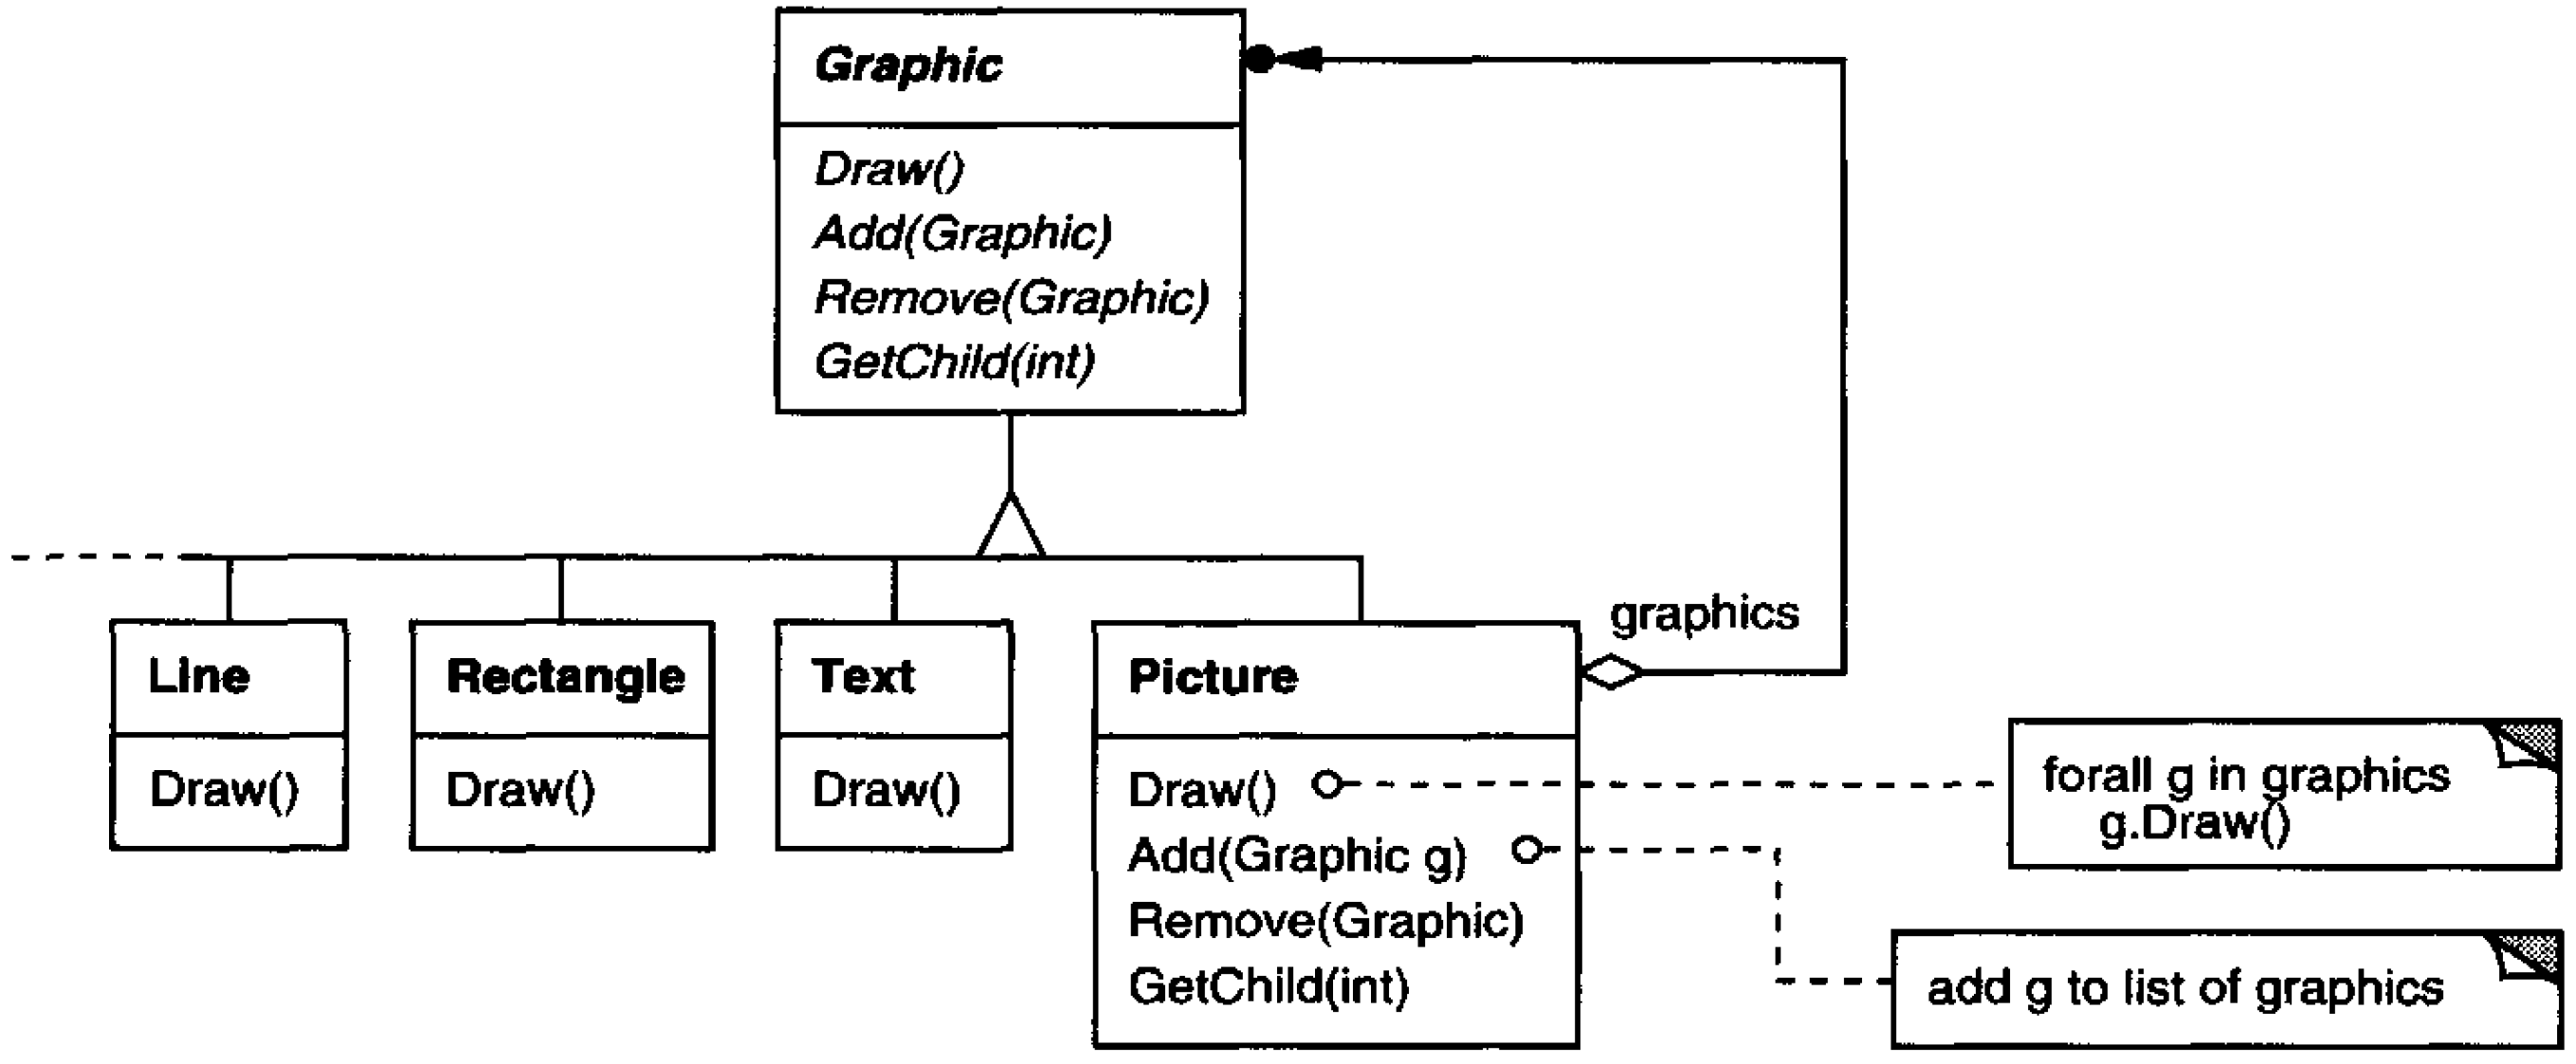 Graphic
Draw()
Add(Graphic)
Remove(Graphic)
GetChild(int)
graphics
Line
Draw()
Rectangle
Draw()
Text
Draw()
Picture
Draw()
Add(Graphic g)
Remove(Graphic)
GetChild(int)
forall g in graphics
g.Draw()
add g to list of graphics